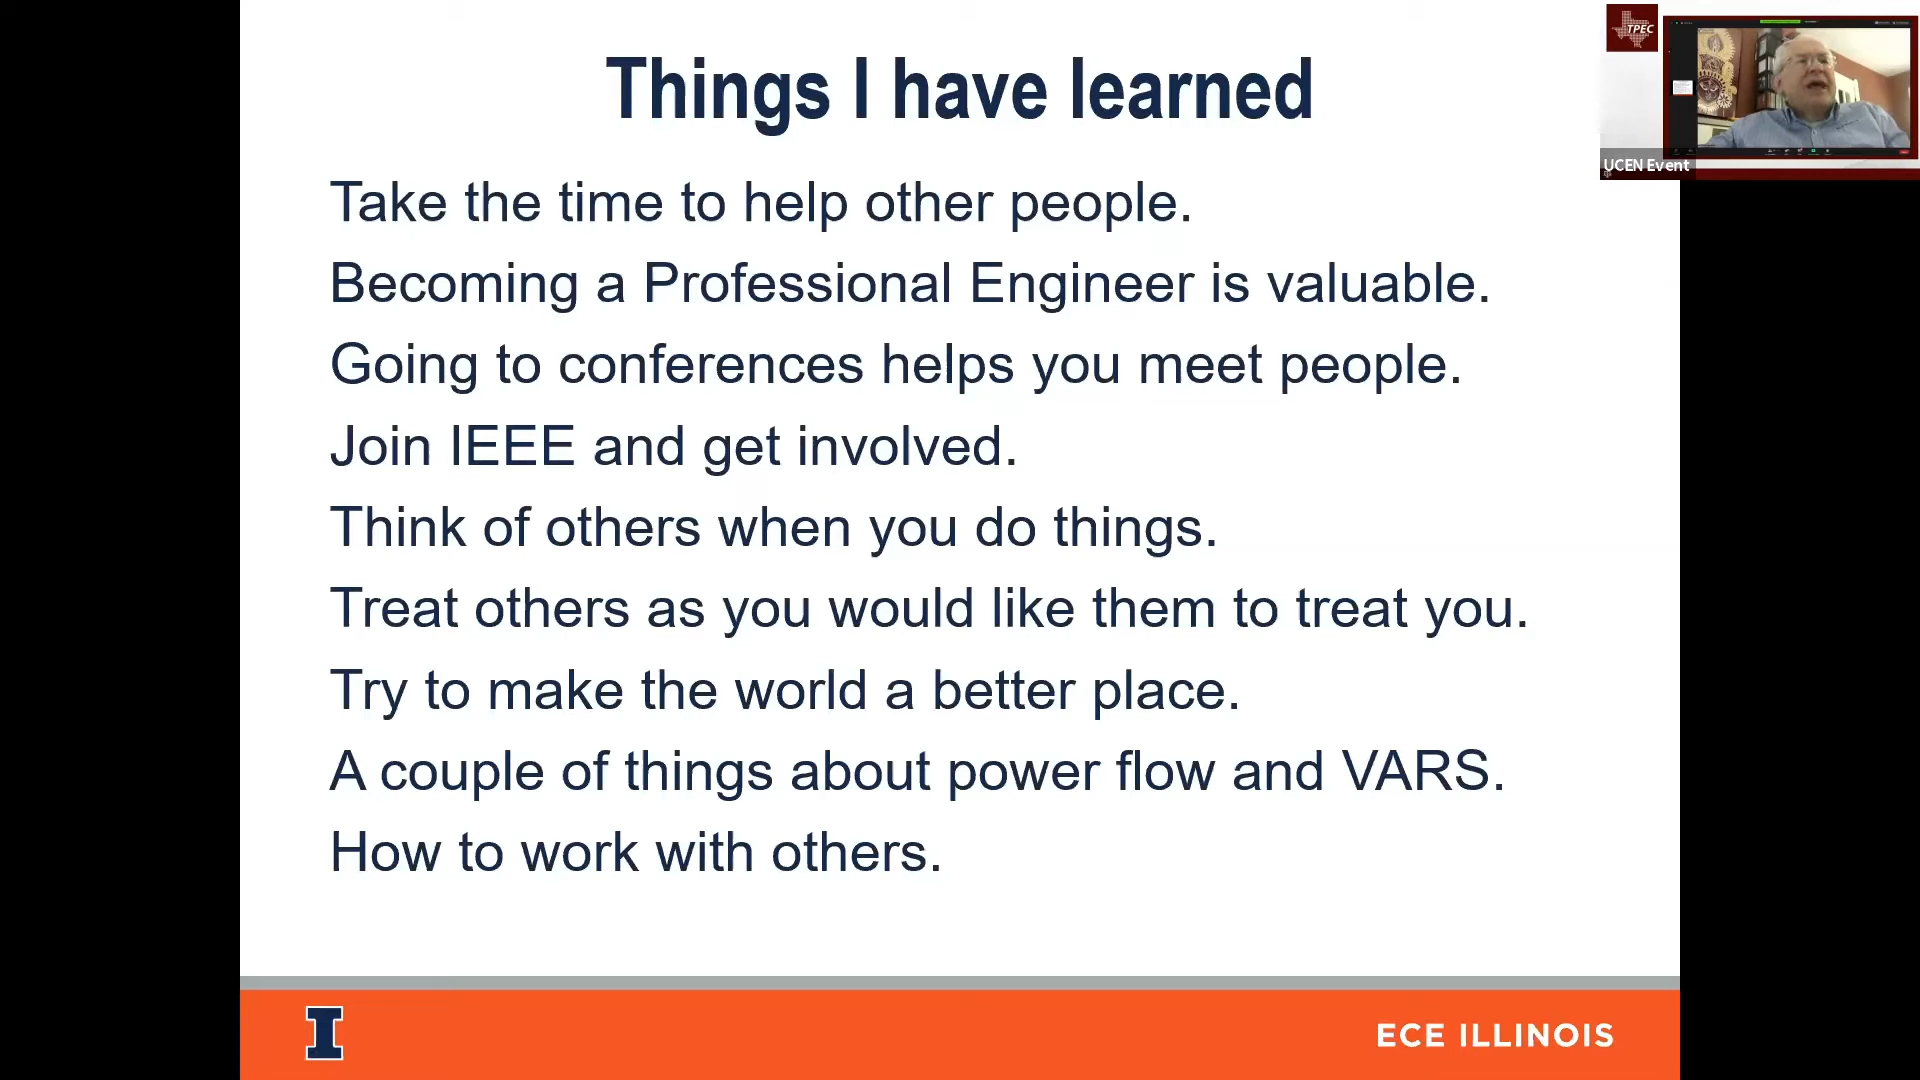 Things I have learned
TPEC
UCEN Event
Take the time to help other people.
Becoming a Professional Engineer is valuable.
Going to conferences helps you meet people.
Join IEEE and get involved.
Think of others when you do things.
Treat others as you would like them to treat you.
Try to make the world a better place.
A couple of things about power flow and VARS.
How to work with others.
I
ECE ILLINOIS